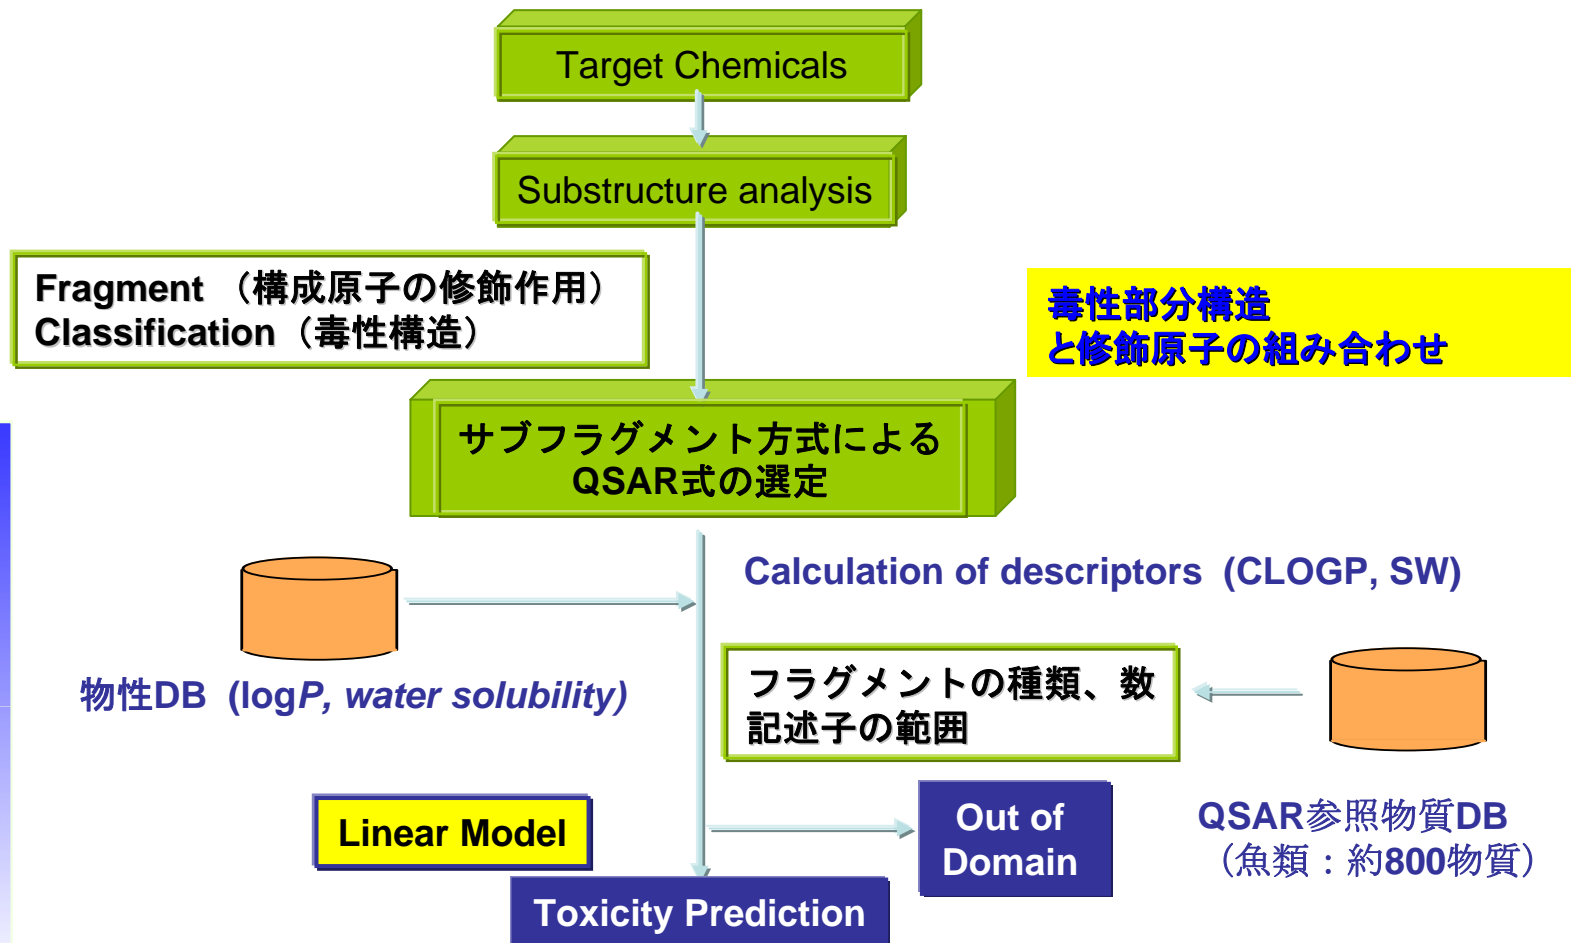 Target Chemicals
Substructure analysis
Fragment （構成原子の修飾作用）
Classification（毒性構造）
毒性部分構造
と修飾原子の組み合わせ
サブフラグメント方式による
QSAR式の選定
Calculation of descriptors (CLOGP, SW)
物性DB (logP, water solubility)
フラグメントの種類、数
記述子の範囲
Linear Model
Out of
Domain
QSAR参照物質DB
（魚類：約800物質）
Toxicity Prediction